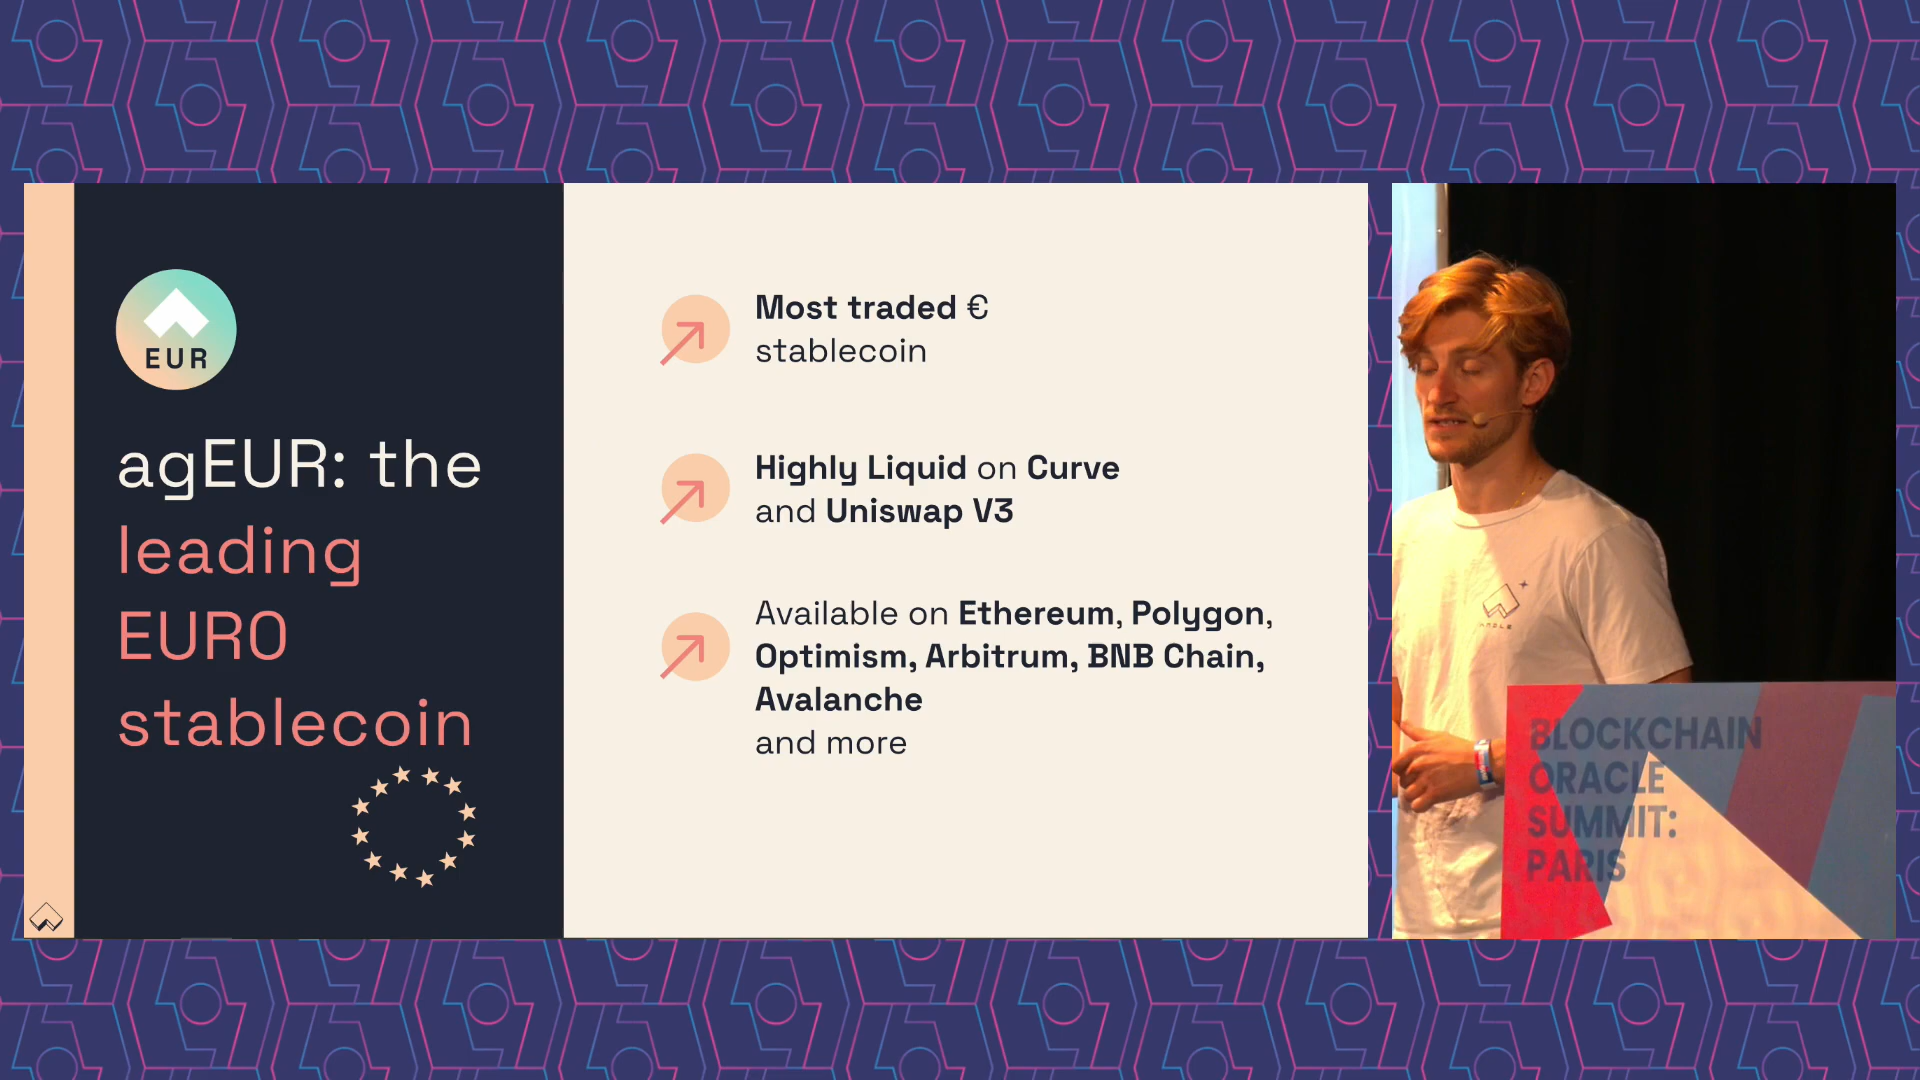 EUR
agEUR: the
leading
EURO
stablecoin
Most traded €
stablecoin
Highly Liquid on Curve
and Uniswap V3
Available on Ethereum, Polygon,
Optimism, Arbitrum, BNB Chain,
Avalanche
and more
BLOCKCHAIN
ORACLE
SUMMIT:
PARIS